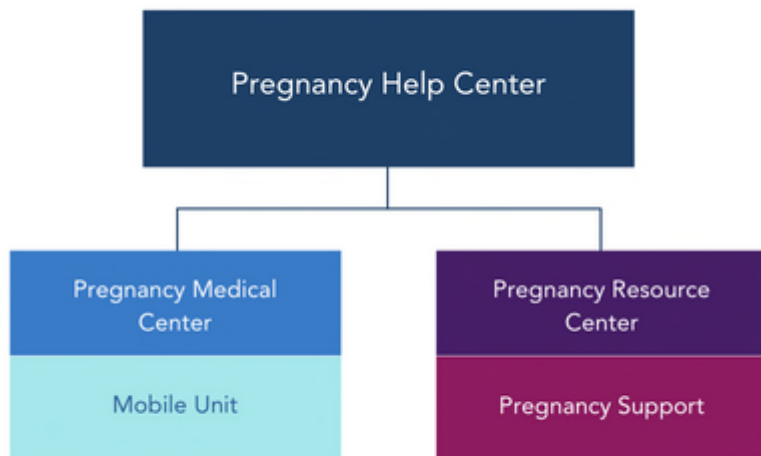 Pregnancy Help Center
Pregnancy Medical
Center
Pregnancy Resource
Center
Mobile Unit
Pregnancy Support